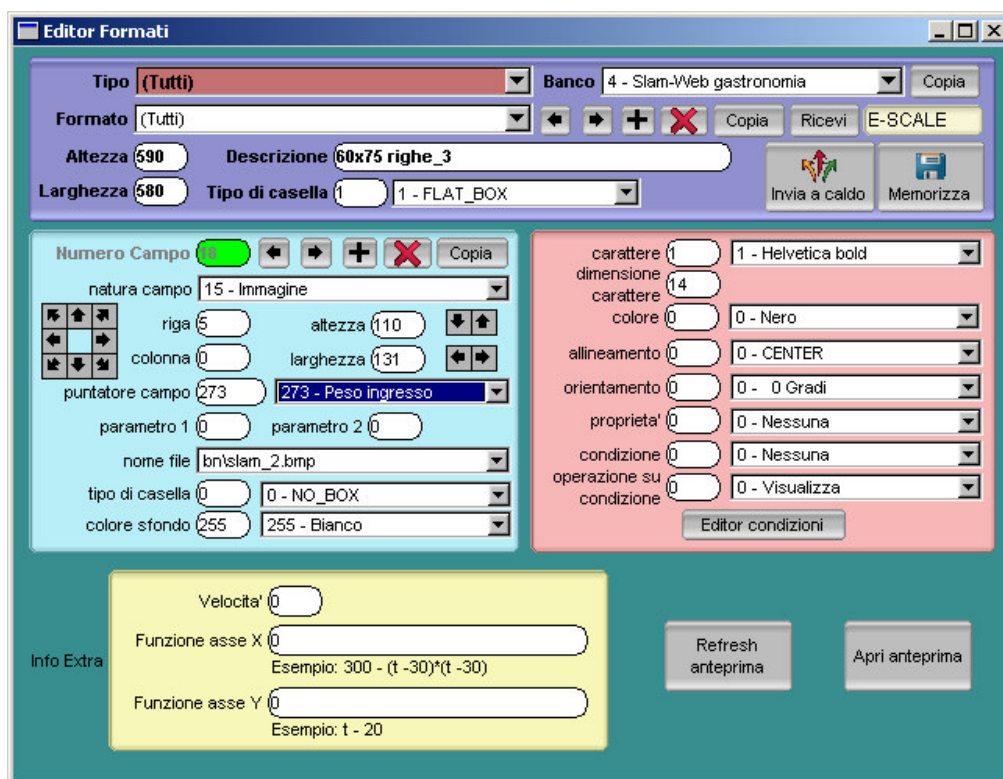 Editor Formati
Tipo (Tutti) Banco 4 - Slam-Web gastronomia Copia
Formato (Tutti) Copia Ricevi E-SCALE
Altezza 590 Descrizione 60x75 righe_3
Larghezza 580 Tipo di casella 1 1 - FLAT_BOX Invia a caldo Memorizza
Numero Campo 18 Copia
natura campo 15 - Immagine
riga 5 altezza 110
colonna 0 larghezza 131
puntatore campo 273 273 - Peso ingresso
parametro 1 0 parametro 2 0
nome file bn\slam_2.bmp
tipo di casella 0 0 - NO_BOX
colore sfondo 255 255 - Bianco
carattere 1 1 - Helvetica bold
dimensione
carattere 14
colore 0 0 - Nero
allineamento 0 0 - CENTER
orientamento 0 0 - 0 Gradi
proprieta' 0 0 - Nessuna
condizione 0 0 - Nessuna
operazione su
condizione 0 0 - Visualizza
Editor condizioni
Info Extra
Velocita' 0
Funzione asse X 0
Esempio: 300 - (t -30)*(t -30)
Funzione asse Y 0
Esempio: t - 20
Refresh
anteprima
Apri anteprima